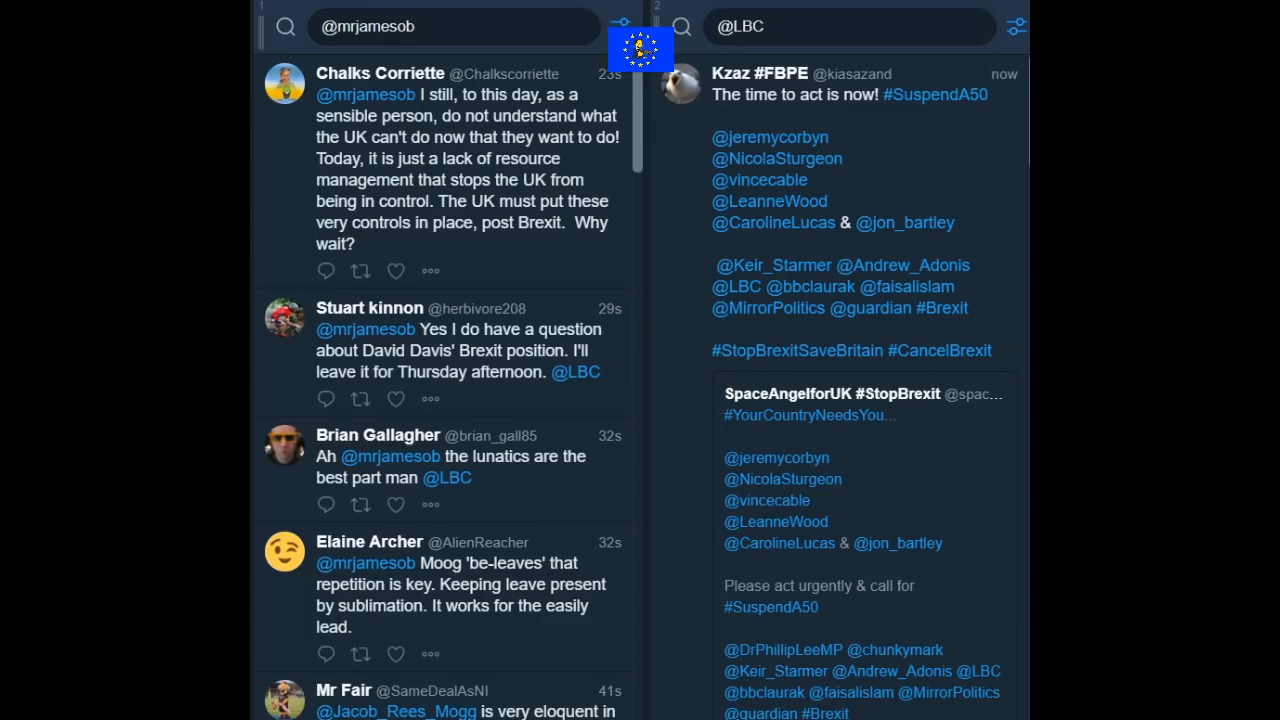 1
@mrjamesob
Chalks Corriette @Chalkscorriette 23s
@mrjamesob I still, to this day, as a
sensible person, do not understand what
the UK can't do now that they want to do!
Today, it is just a lack of resource
management that stops the UK from
being in control. The UK must put these
very controls in place, post Brexit. Why
wait?
Stuart kinnon @herbivore208 29s
@mrjamesob Yes I do have a question
about David Davis' Brexit position. I'll
leave it for Thursday afternoon. @LBC
Brian Gallagher @brian_gall85 32s
Ah @mrjamesob the lunatics are the
best part man @LBC
Elaine Archer @AlienReacher 32s
@mrjamesob Moog 'be-leaves' that
repetition is key. Keeping leave present
by sublimation. It works for the easily
lead.
Mr Fair @SameDealAsNI 41s
@Jacob_Rees_Mogg is very eloquent in
2
@LBC
Kzaz #FBPE @kiasazand now
The time to act is now! #SuspendA50
@jeremycorbyn
@NicolaSturgeon
@vincecable
@LeanneWood
@CarolineLucas & @jon_bartley
@Keir_Starmer @Andrew_Adonis
@LBC @bbclaurak @faisalislam
@MirrorPolitics @guardian #Brexit
#StopBrexitSaveBritain #CancelBrexit
SpaceAngelforUK #StopBrexit @spac...
#YourCountryNeedsYou...
@jeremycorbyn
@NicolaSturgeon
@vincecable
@LeanneWood
@CarolineLucas & @jon_bartley
Please act urgently & call for
#SuspendA50
@DrPhillipLeeMP @chunkymark
@Keir_Starmer @Andrew_Adonis @LBC
@bbclaurak @faisalislam @MirrorPolitics
@guardian #Brexit